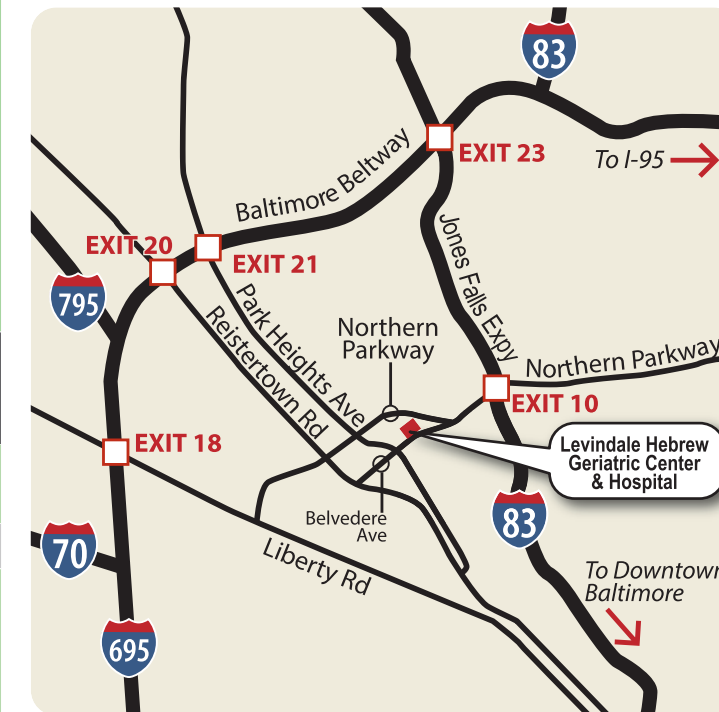 83
EXIT 23
To I-95
Baltimore Beltway
EXIT 20
EXIT 21
795
Jones Falls Expy
Park Heights Ave
Reistertown Rd
Northern
Parkway
Northern Parkway
EXIT 10
EXIT 18
Levindale Hebrew
Geriatric Center
& Hospital
83
Belvedere
Ave
70
Liberty Rd
To Downtown
Baltimore
695